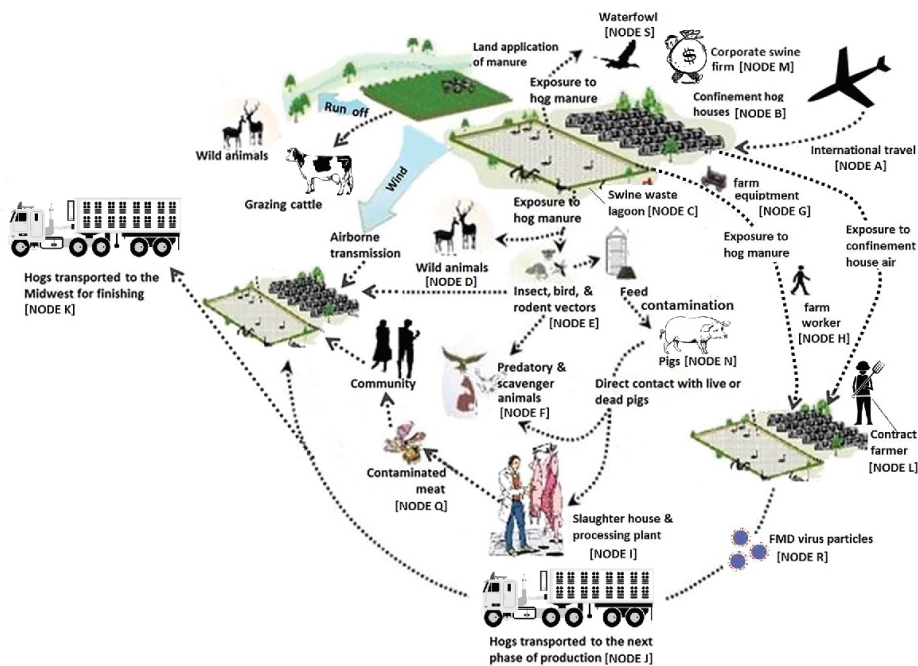 Waterfowl
[NODE S]
Corporate swine
firm [NODE M]
Land application
of manure
Exposure to
hog manure
Confinement hog
houses [NODE B]
Run off
Wild animals
Grazing cattle
Wind
International travel
[NODE A]
farm
equiptment
[NODE G]
Swine waste
lagoon [NODE C]
Exposure to
hog manure
Exposure to
hog manure
Exposure to
confinement
house air
Airborne
transmission
Wild animals
[NODE D]
Hogs transported to the
Midwest for finishing
[NODE K]
Insect, bird, &
rodent vectors
[NODE E]
Feed
contamination
farm
worker
[NODE H]
Pigs [NODE N]
Community
Predatory &
scavenger
animals
[NODE F]
Direct contact with live or
dead pigs
Contract
farmer
[NODE L]
Contaminated
meat
[NODE Q]
Slaughter house &
processing plant
[NODE I]
FMD virus particles
[NODE R]
Hogs transported to the next
phase of production [NODE J]
$